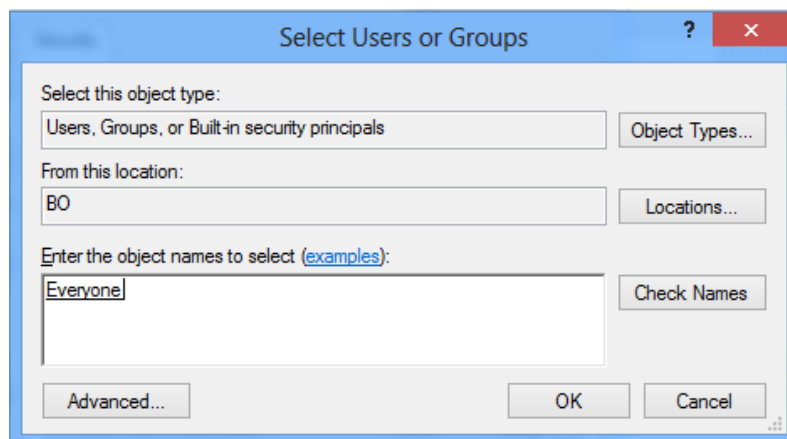 Select Users or Groups
?
Select this object type:
Users, Groups, or Built-in security principals
Object Types...
From this location:
BO
Locations...
Enter the object names to select (examples):
Everyone
Check Names
Advanced...
OK
Cancel